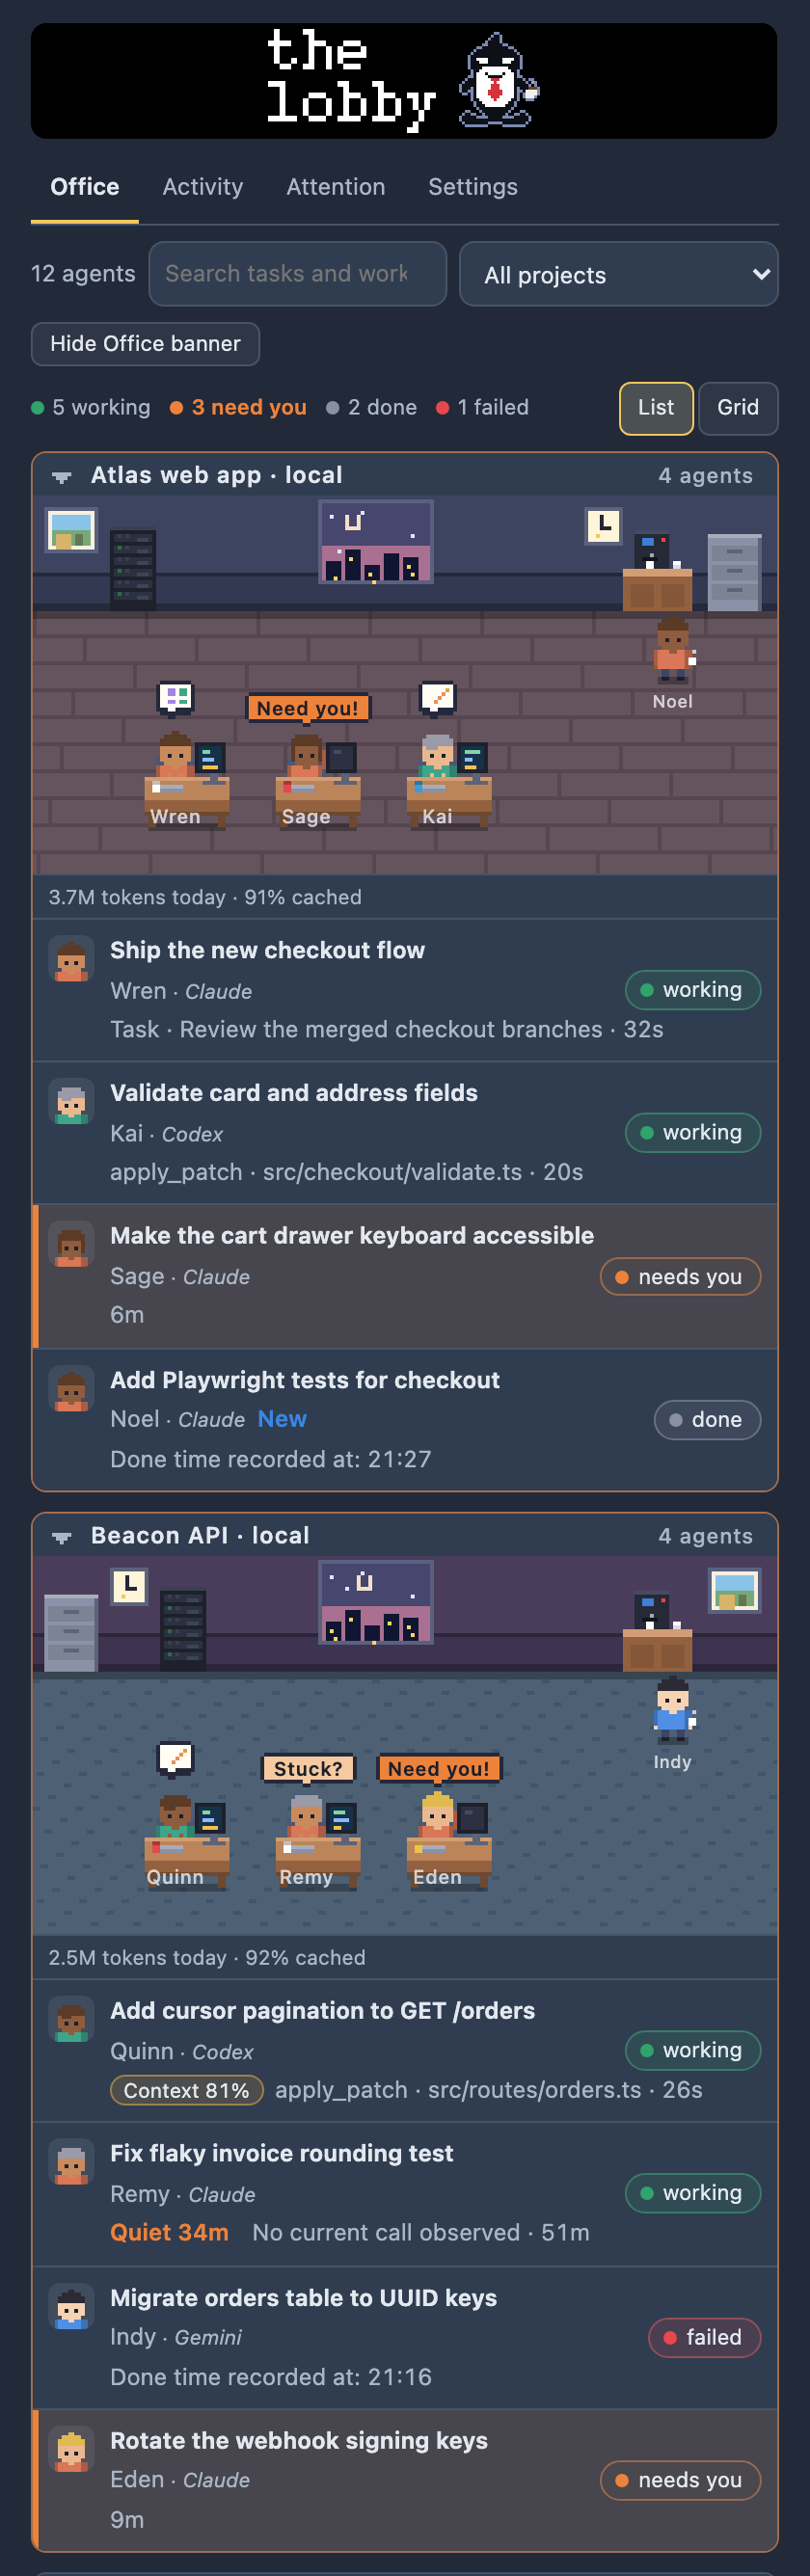 the
lobby
Office Activity Attention Settings
12 agents Search tasks and work All projects
Hide Office banner
5 working 3 need you 2 done 1 failed List Grid
Atlas web app · local 4 agents
Noel
Need you!
Wren Sage Kai
3.7M tokens today · 91% cached
Ship the new checkout flow
Wren · Claude working
Task · Review the merged checkout branches · 32s
Validate card and address fields
Kai · Codex working
apply_patch · src/checkout/validate.ts · 20s
Make the cart drawer keyboard accessible
Sage · Claude needs you
6m
Add Playwright tests for checkout
Noel · Claude New done
Done time recorded at: 21:27
Beacon API · local 4 agents
Indy
Stuck? Need you!
Quinn Remy Eden
2.5M tokens today · 92% cached
Add cursor pagination to GET /orders
Quinn · Codex working
Context 81% apply_patch · src/routes/orders.ts · 26s
Fix flaky invoice rounding test
Remy · Claude working
Quiet 34m No current call observed · 51m
Migrate orders table to UUID keys
Indy · Gemini failed
Done time recorded at: 21:16
Rotate the webhook signing keys
Eden · Claude needs you
9m